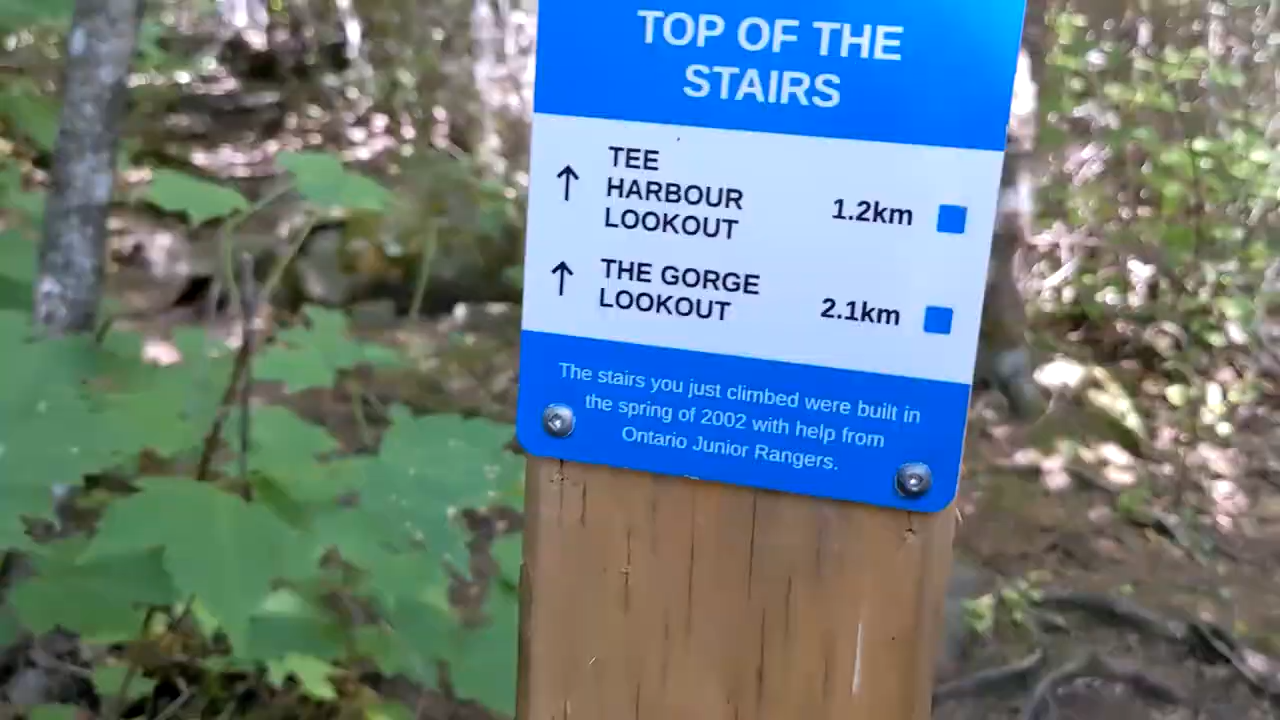 TOP OF THE
STAIRS
↑ TEE
HARBOUR
LOOKOUT
1.2km
↑ THE GORGE
LOOKOUT
2.1km
The stairs you just climbed were built in
the spring of 2002 with help from
Ontario Junior Rangers.